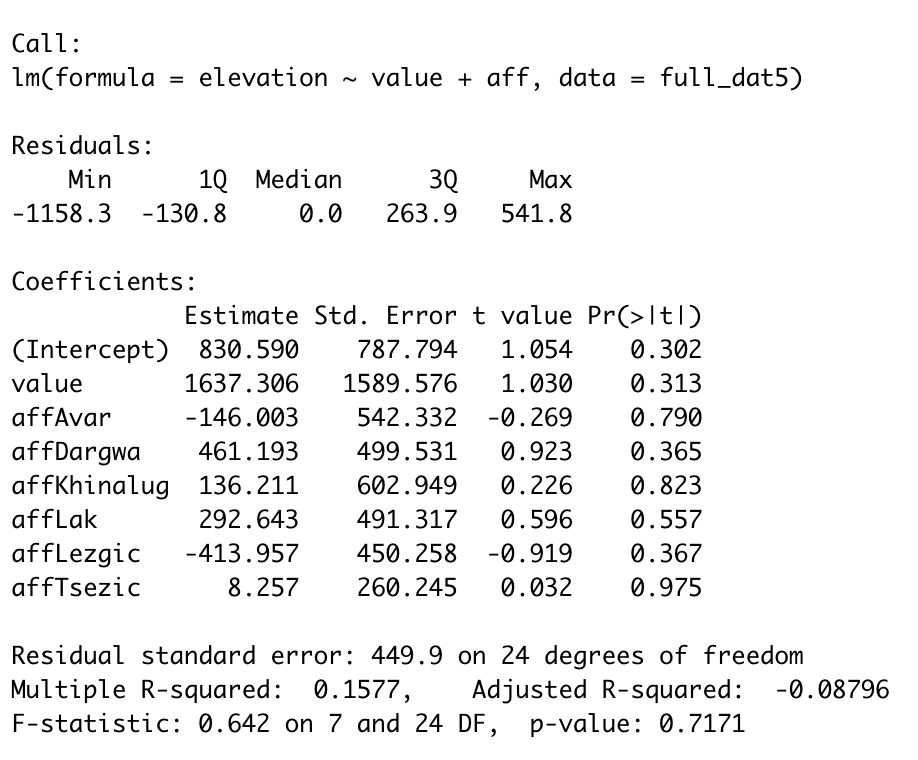 Call:
lm(formula = elevation ~ value + aff, data = full_dat5)
Residuals:
    Min      1Q  Median      3Q     Max
-1158.3  -130.8     0.0   263.9   541.8
Coefficients:
            Estimate Std. Error t value Pr(>|t|)
(Intercept)  830.590    787.794   1.054    0.302
value       1637.306   1589.576   1.030    0.313
affAvar     -146.003    542.332  -0.269    0.790
affDargwa    461.193    499.531   0.923    0.365
affKhinalug  136.211    602.949   0.226    0.823
affLak       292.643    491.317   0.596    0.557
affLezgic   -413.957    450.258  -0.919    0.367
affTsezic      8.257    260.245   0.032    0.975
Residual standard error: 449.9 on 24 degrees of freedom
Multiple R-squared:  0.1577,    Adjusted R-squared:  -0.08796
F-statistic: 0.642 on 7 and 24 DF,  p-value: 0.7171